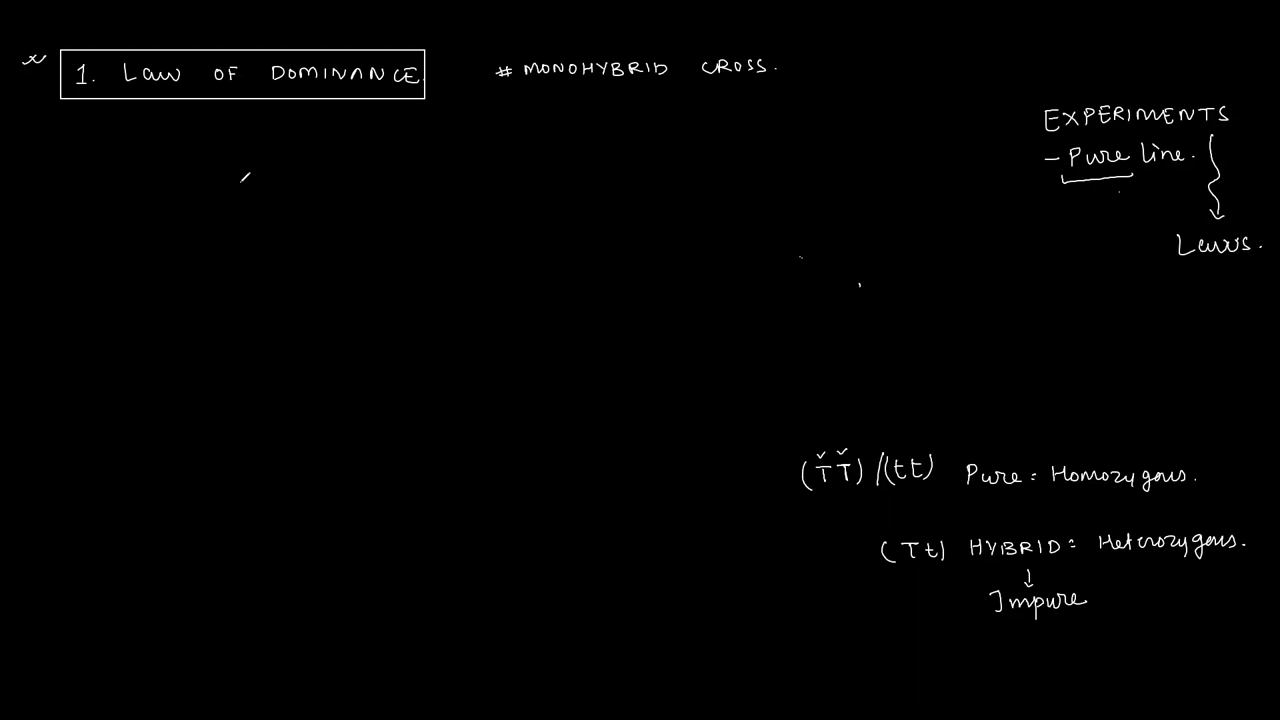 1. LAW OF DOMINANCE. # MONOHYBRID CROSS.
EXPERIMENTS
- Pure line.
Laws.
(TT) /(tt) Pure = Homozygous.
(Tt) HYBRID = Heterozygous.
Impure